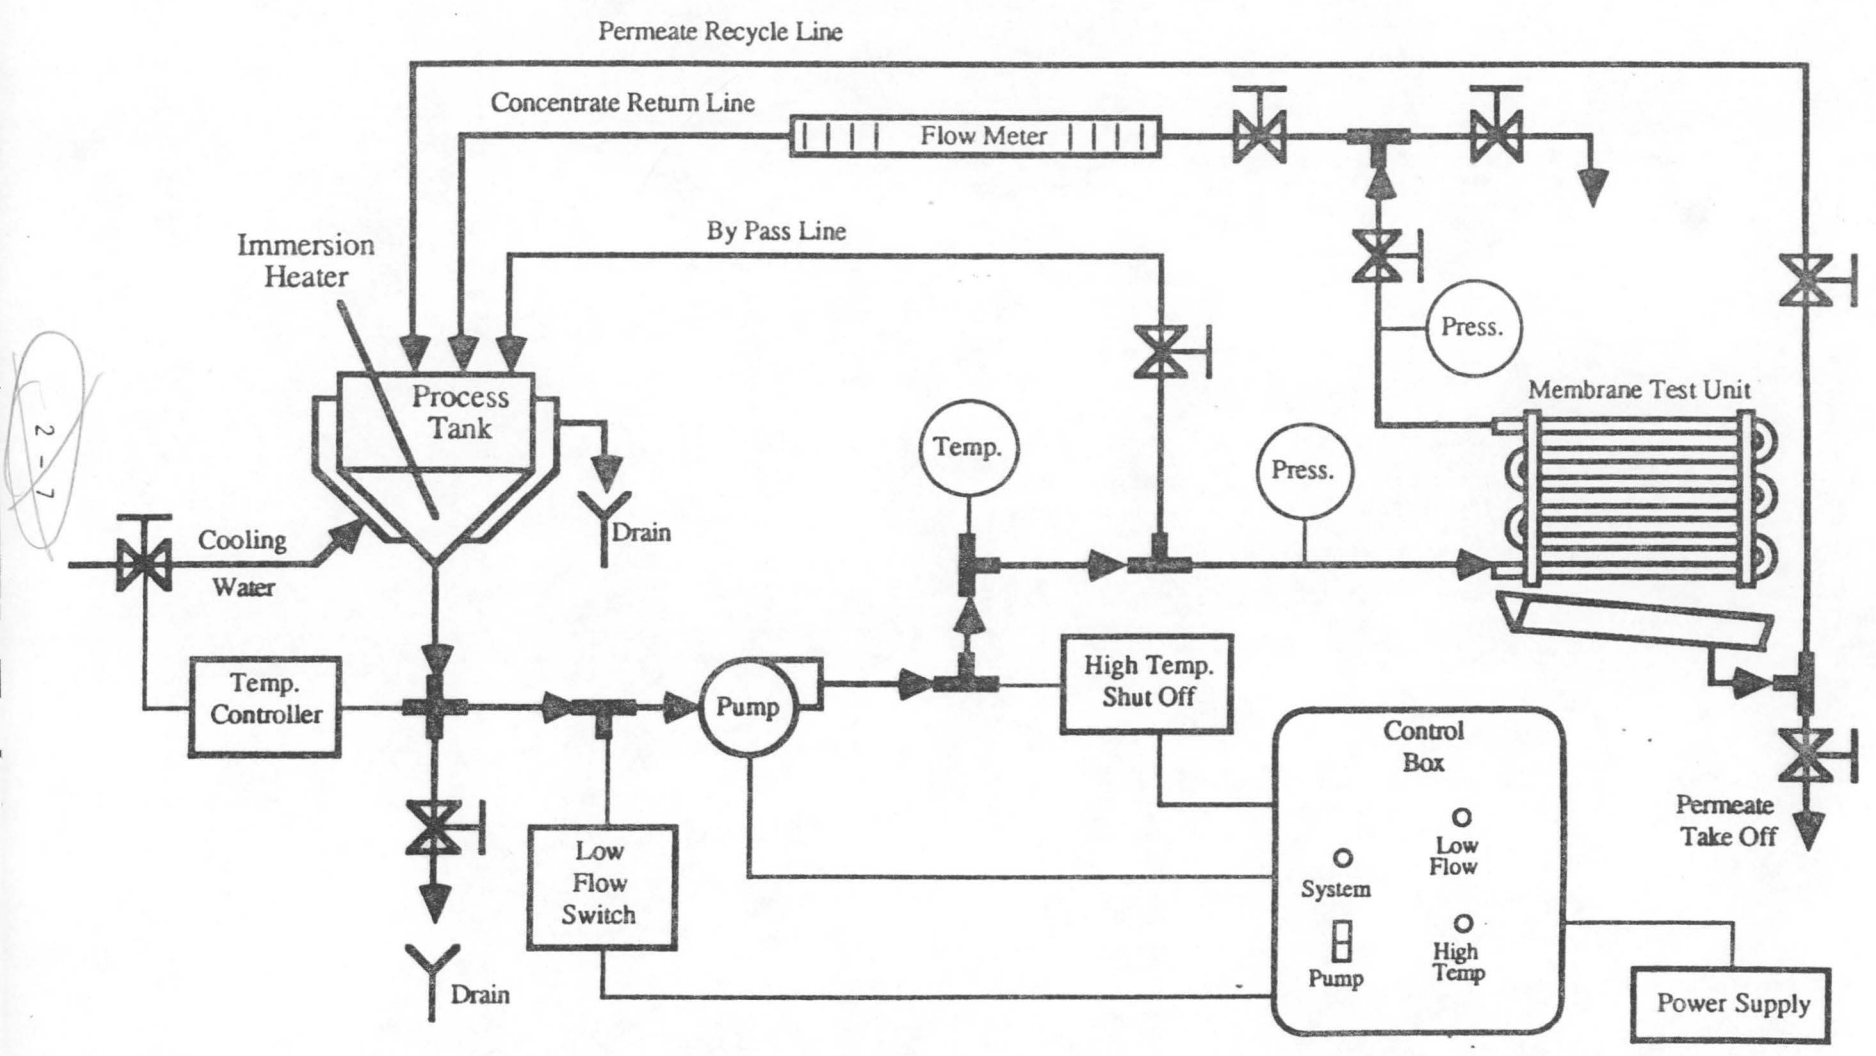 Permeate Recycle Line
Concentrate Return Line
Flow Meter
By Pass Line
Immersion
Heater
Press.
Process
Tank
Membrane Test Unit
Temp.
Press.
2-7
Drain
Cooling
Water
High Temp.
Shut Off
Temp.
Controller
Pump
Control
Box
Permeate
Take Off
Low
Flow
Low
Flow
Switch
System
High
Temp
Pump
Drain
Power Supply